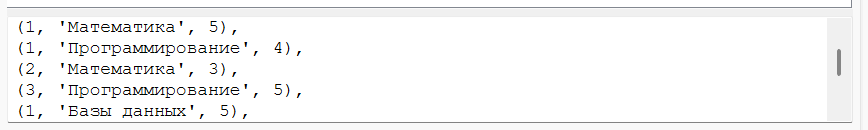 (1, 'Математика', 5),
(1, 'Программирование', 4),
(2, 'Математика', 3),
(3, 'Программирование', 5),
(1, 'Базы данных', 5),